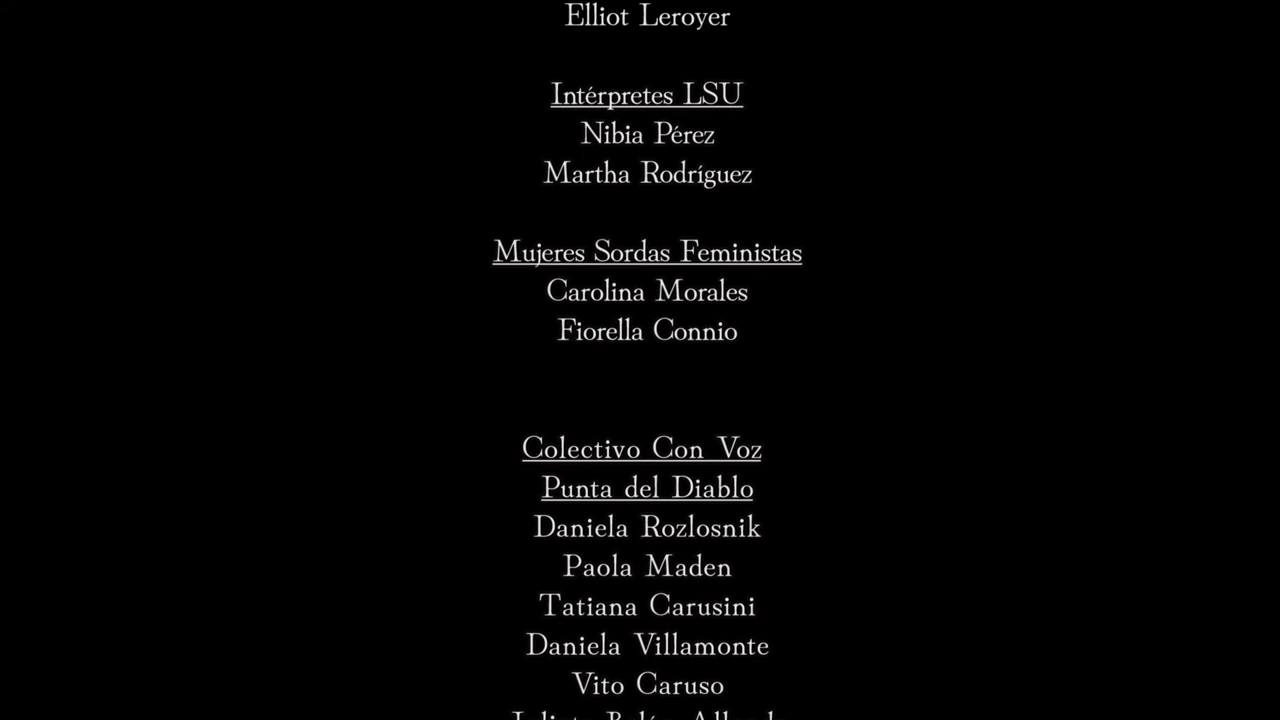 Elliot Leroyer
Intérpretes LSU
Nibia Pérez
Martha Rodríguez
Mujeres Sordas Feministas
Carolina Morales
Fiorella Connio
Colectivo Con Voz
Punta del Diablo
Daniela Rozlosnik
Paola Maden
Tatiana Carusini
Daniela Villamonte
Vito Caruso